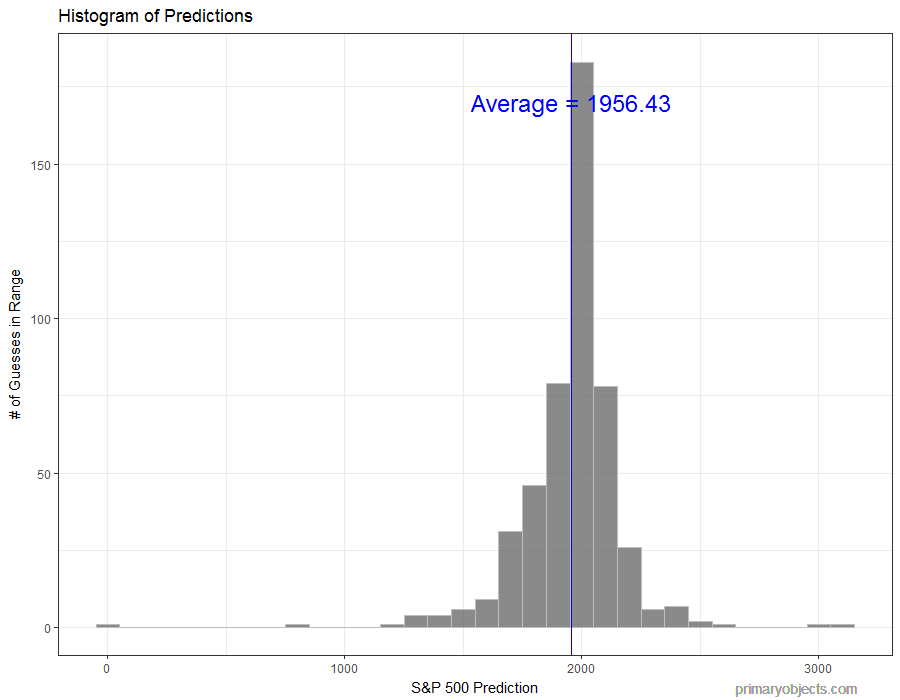 Histogram of Predictions
Average = 1956.43
150
100
50
0
# of Guesses in Range
0 1000 2000 3000
S&P 500 Prediction
primaryobjects.com